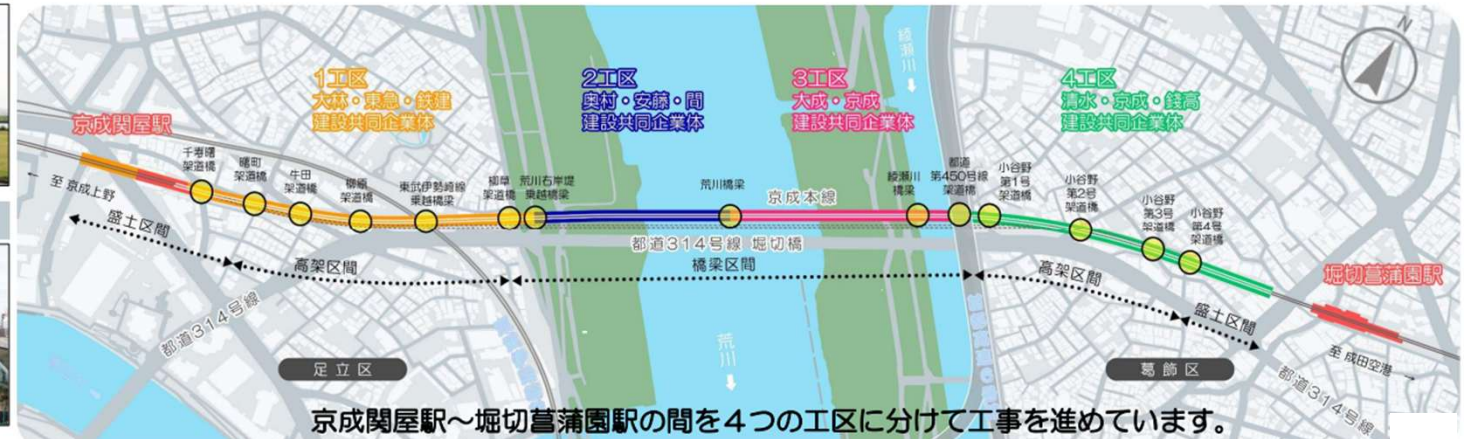 N
綾瀬川
1工区
大林・東急・鉄建
建設共同企業体
2工区
奥村・安藤・間
建設共同企業体
3工区
大成・京成
建設共同企業体
4工区
清水・京成・錢高
建設共同企業体
京成関屋駅
← 至 京成上野
千寿曙
架道橋
曙町
架道橋
牛田
架道橋
柳原
架道橋
東武伊勢崎線
乗越橋梁
柳草
架道橋
荒川右岸堤
乗越橋梁
荒川橋梁
京成本線
綾瀬川
橋梁
都道
第450号線
架道橋
小谷野
第1号
架道橋
小谷野
第2号
架道橋
小谷野
第3号
架道橋
小谷野
第4号
架道橋
都道314号線 堀切橋
盛土区間
高架区間
橋梁区間
高架区間
盛土区間
堀切菖蒲園駅
至 成田空港 →
都道314号線
都道314号線
荒川
足立区
葛飾区
京成関屋駅～堀切菖蒲園駅の間を4つの工区に分けて工事を進めています。